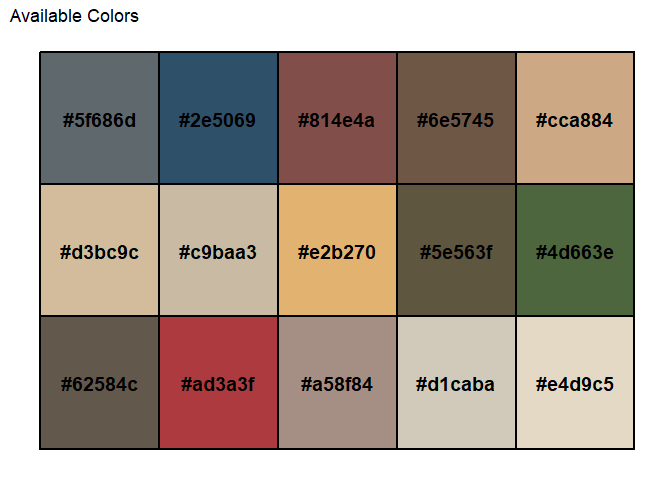 Available Colors
#5f686d #2e5069 #814e4a #6e5745 #cca884
#d3bc9c #c9baa3 #e2b270 #5e563f #4d663e
#62584c #ad3a3f #a58f84 #d1caba #e4d9c5